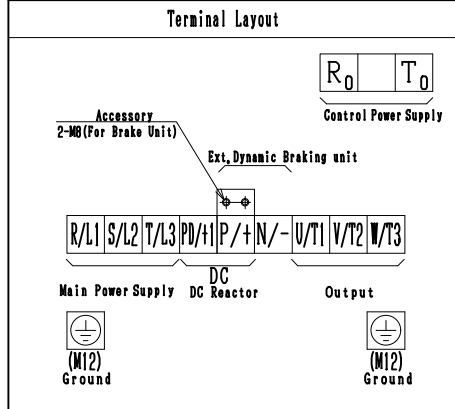 Terminal Layout
R0 T0
Control Power Supply
Accessory
2-M8(For Brake Unit)
Ext.Dynamic Braking unit
R/L1 S/L2 T/L3 PD/+1 P/+ N/- U/T1 V/T2 W/T3
DC
Main Power Supply DC Reactor Output
(M12) (M12)
Ground Ground